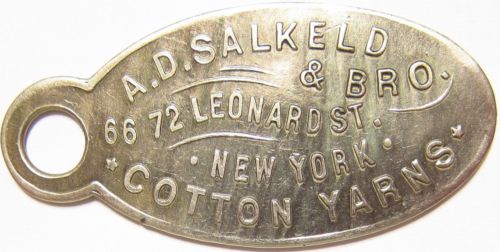 A.D. SALKELD
& BRO.
66 72 LEONARD ST.
· NEW YORK ·
* COTTON YARNS *